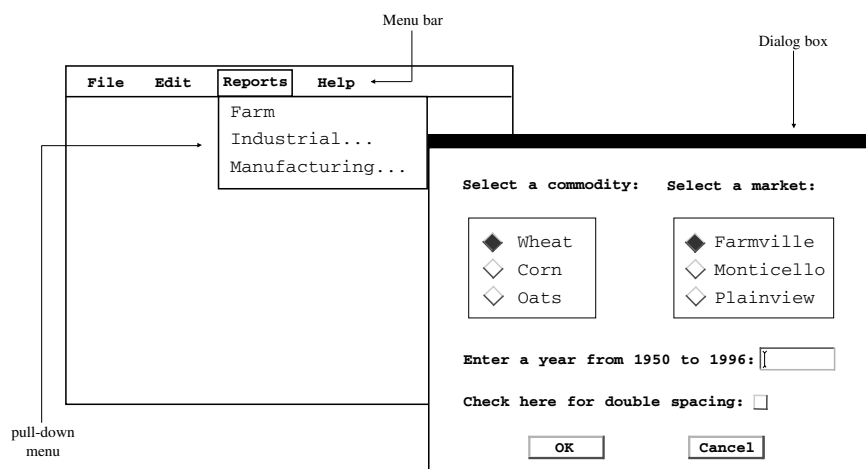 Menu bar
Dialog box
File Edit Reports Help
Farm
Industrial...
Manufacturing...
Select a commodity: Select a market:
Wheat Farmville
Corn Monticello
Oats Plainview
Enter a year from 1950 to 1996:
Check here for double spacing:
pull-down
menu
OK Cancel